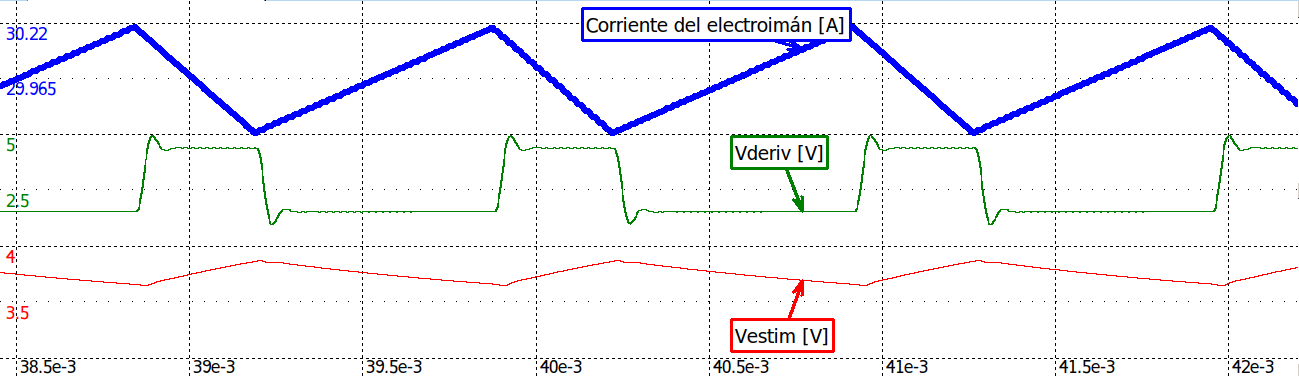 Corriente del electroimán [A]
30.22
29.965
5
Vderiv [V]
2.5
4
3.5
Vestim [V]
38.5e-3 39e-3 39.5e-3 40e-3 40.5e-3 41e-3 41.5e-3 42e-3